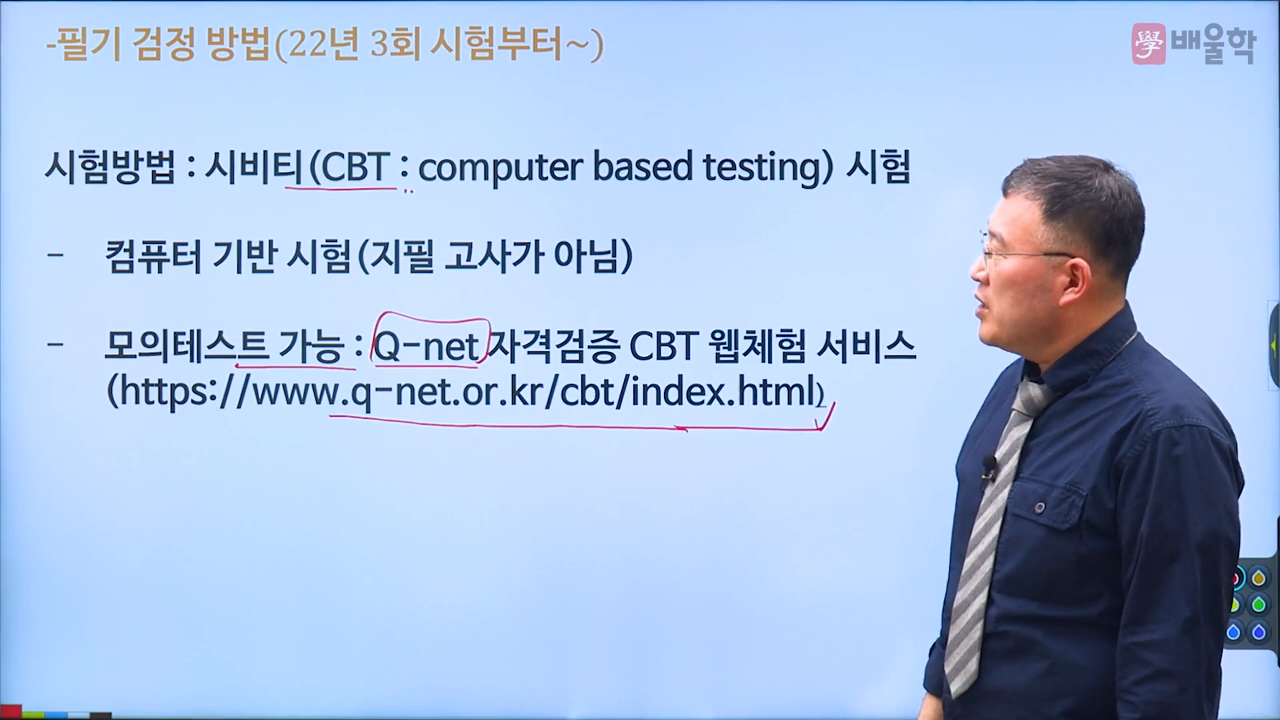 -필기 검정 방법(22년 3회 시험부터~)
學 배울학
시험방법 : 시비티(CBT : computer based testing) 시험
- 컴퓨터 기반 시험(지필 고사가 아님)
- 모의테스트 가능 : Q-net 자격검증 CBT 웹체험 서비스
(https://www.q-net.or.kr/cbt/index.html)